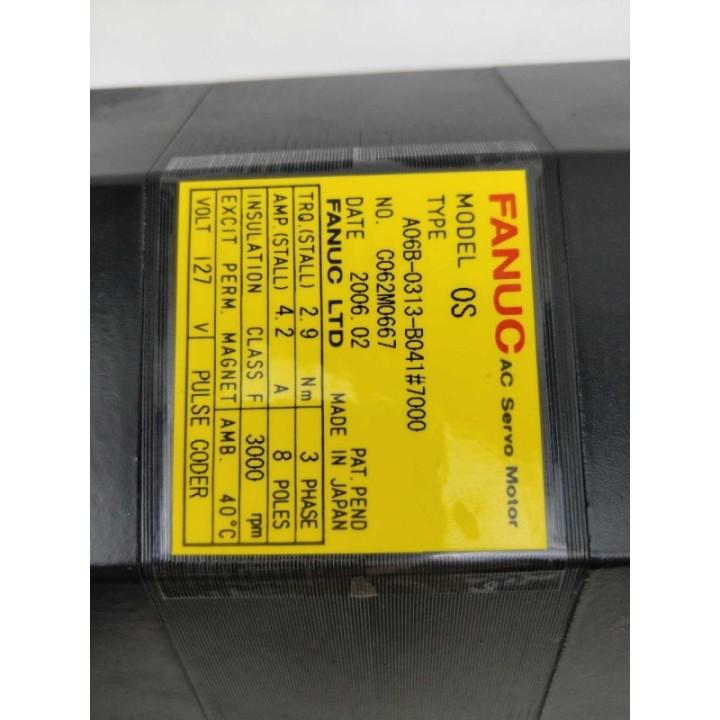 FANUC AC Servo Motor
MODEL 0S
TYPE A06B-0313-B041#7000
NO. C062M0667
DATE 2006.02 PAT.PEND
FANUC LTD MADE IN JAPAN
TRQ.(STALL) 2.9 Nm 3 PHASE
AMP.(STALL) 4.2 A 8 POLES
INSULATION CLASS F 3000 rpm
EXCIT PERM. MAGNET AMB. 40°C
VOLT 127 V PULSE CODER